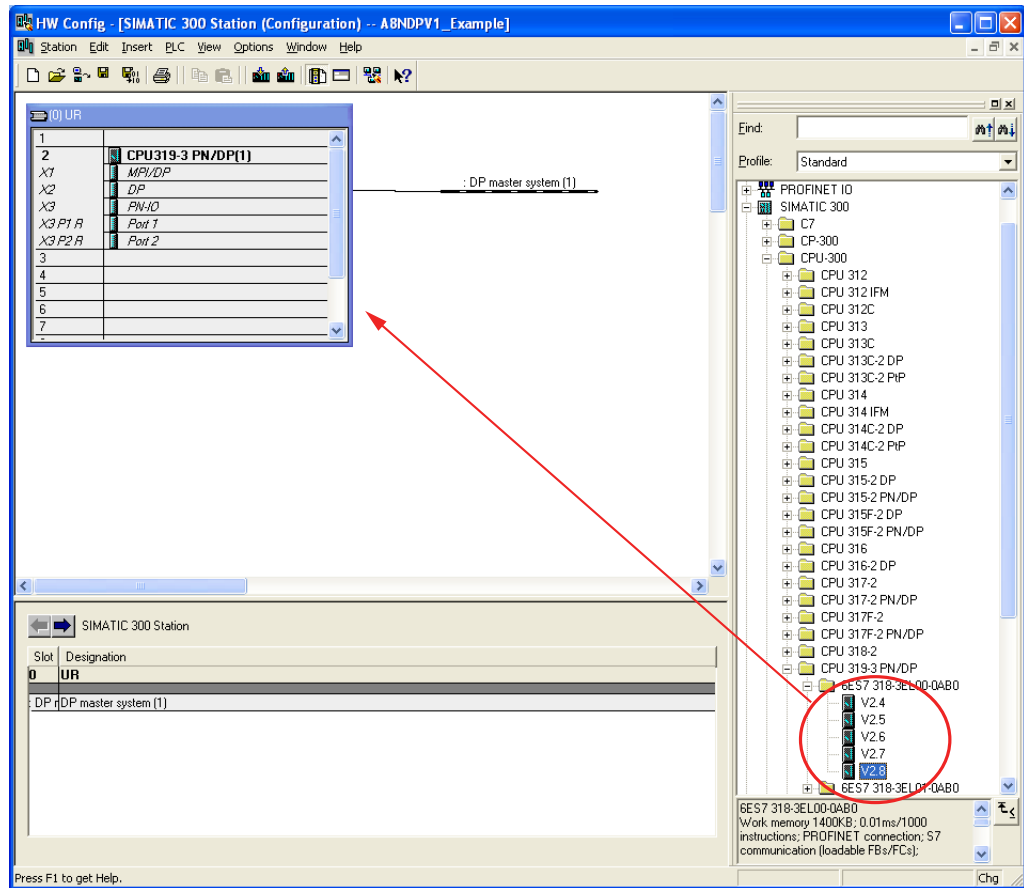 HW Config - [SIMATIC 300 Station (Configuration) -- A8NDPV1_Example]
Station Edit Insert PLC View Options Window Help
(0) UR
1
2 CPU319-3 PN/DP(1)
X1 MPI/DP
X2 DP
X3 PN-IO
X3 P1 R Port 1
X3 P2 R Port 2
3
4
5
6
7
: DP master system (1)
Find:
Profile: Standard
PROFINET IO
SIMATIC 300
C7
CP-300
CPU-300
CPU 312
CPU 312 IFM
CPU 312C
CPU 313
CPU 313C
CPU 313C-2 DP
CPU 313C-2 PtP
CPU 314
CPU 314 IFM
CPU 314C-2 DP
CPU 314C-2 PtP
CPU 315
CPU 315-2 DP
CPU 315-2 PN/DP
CPU 315F-2 DP
CPU 315F-2 PN/DP
CPU 316
CPU 316-2 DP
CPU 317-2
CPU 317-2 PN/DP
CPU 317F-2
CPU 317F-2 PN/DP
CPU 318-2
CPU 319-3 PN/DP
6ES7 318-3EL00-0AB0
V2.4
V2.5
V2.6
V2.7
V2.8
6ES7 318-3EL01-0AB0
6ES7 318-3EL00-0AB0
Work memory 1400KB; 0.01ms/1000
instructions; PROFINET connection; S7
communication (loadable FBs/FCs);
SIMATIC 300 Station
Slot Designation
0 UR
: DP r DP master system (1)
Press F1 to get Help.
Chg